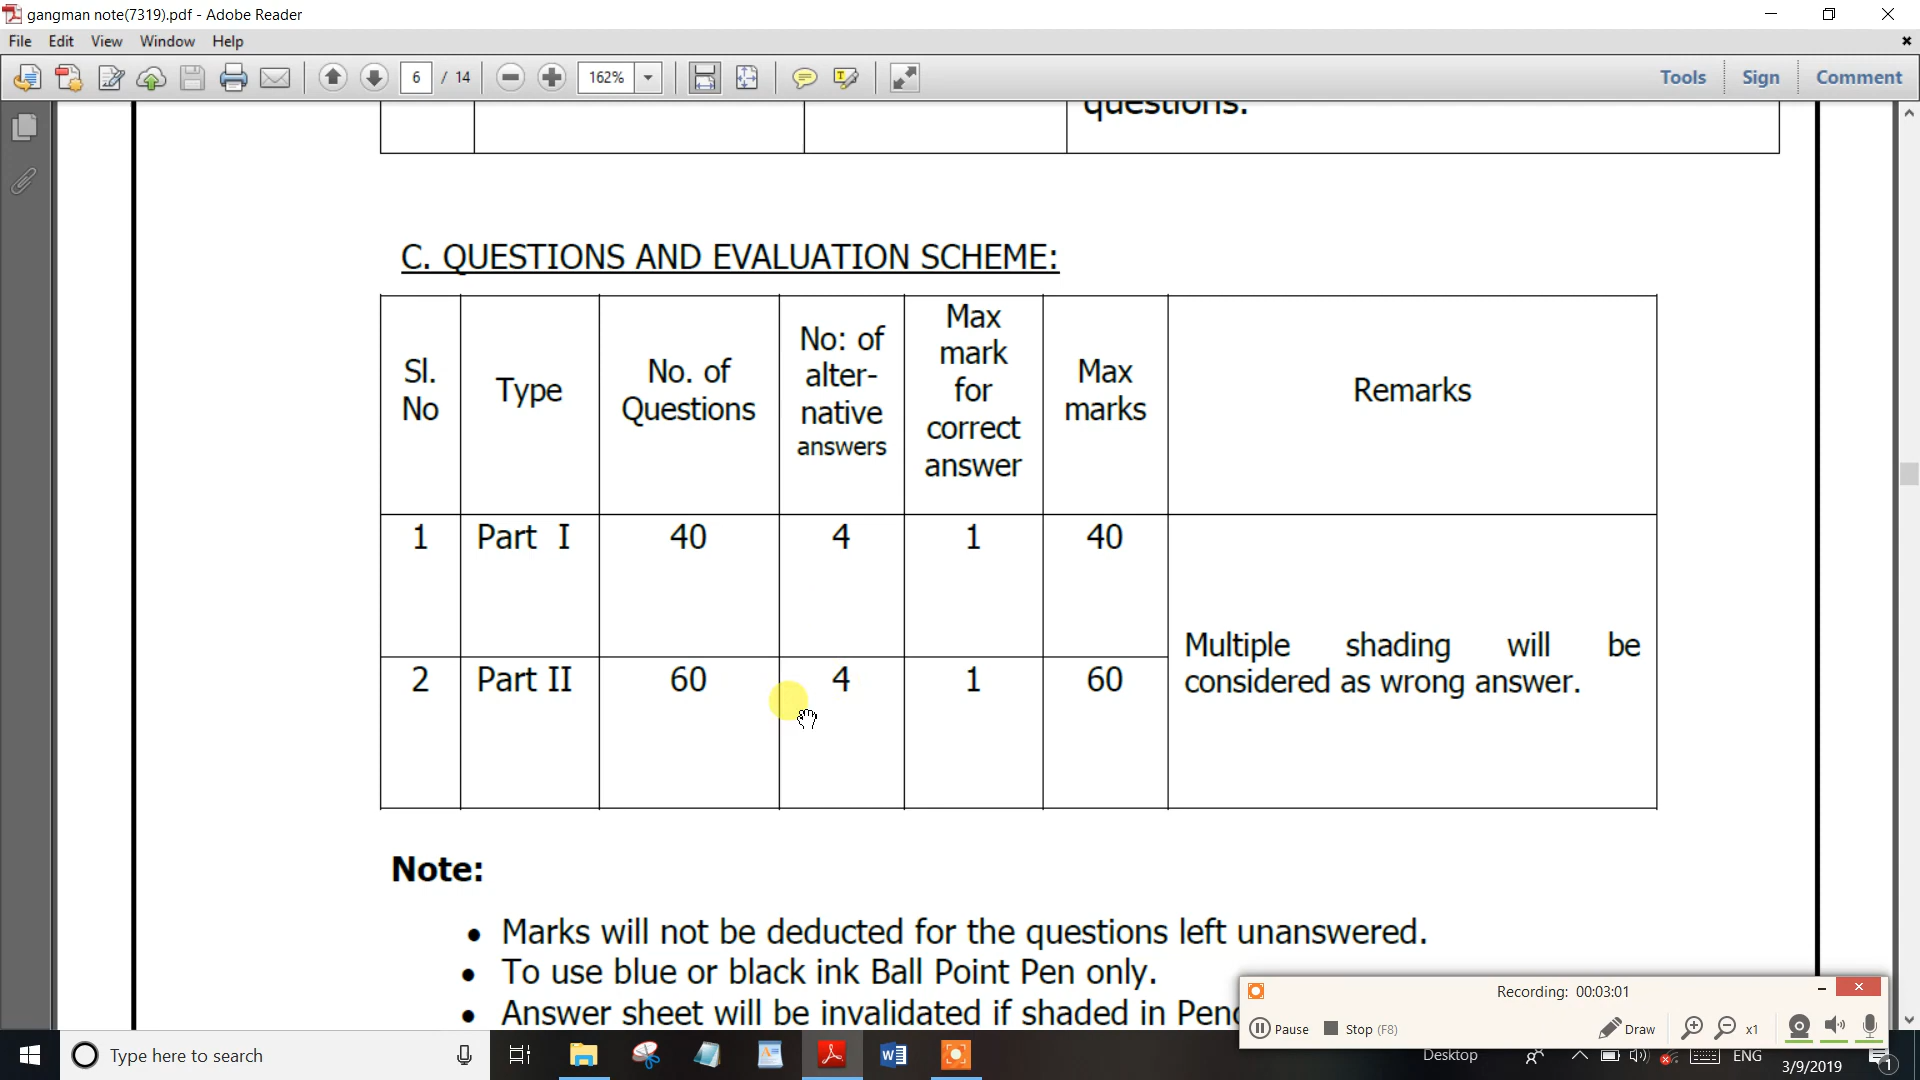 gangman note(7319).pdf - Adobe Reader
File Edit View Window Help
6 / 14 162% Tools Sign Comment
questions.
C. QUESTIONS AND EVALUATION SCHEME:
Sl. No
Type
No. of Questions
No: of alter-native answers
Max mark for correct answer
Max marks
Remarks
1 Part I 40 4 1 40
2 Part II 60 4 1 60
Multiple shading will be
considered as wrong answer.
Note:
• Marks will not be deducted for the questions left unanswered.
• To use blue or black ink Ball Point Pen only.
• Answer sheet will be invalidated if shaded in
Recording: 00:03:01
Pause Stop (F8) Draw x1
Type here to search
Desktop ENG
3/9/2019
1